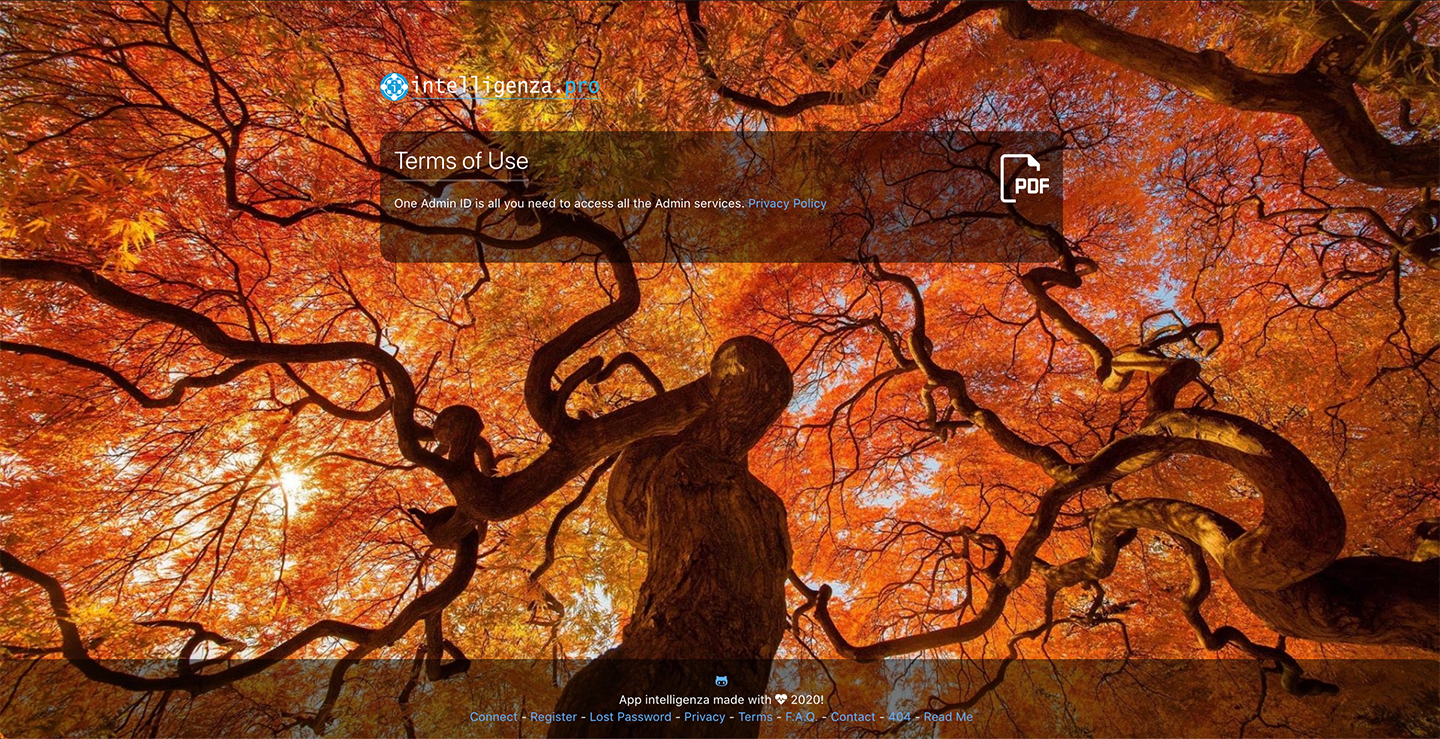 intelligenza.pro
Terms of Use
PDF
One Admin ID is all you need to access all the Admin services. Privacy Policy
App intelligenza made with 2020!
Connect - Register - Lost Password - Privacy - Terms - F.A.Q. - Contact - 404 - Read Me